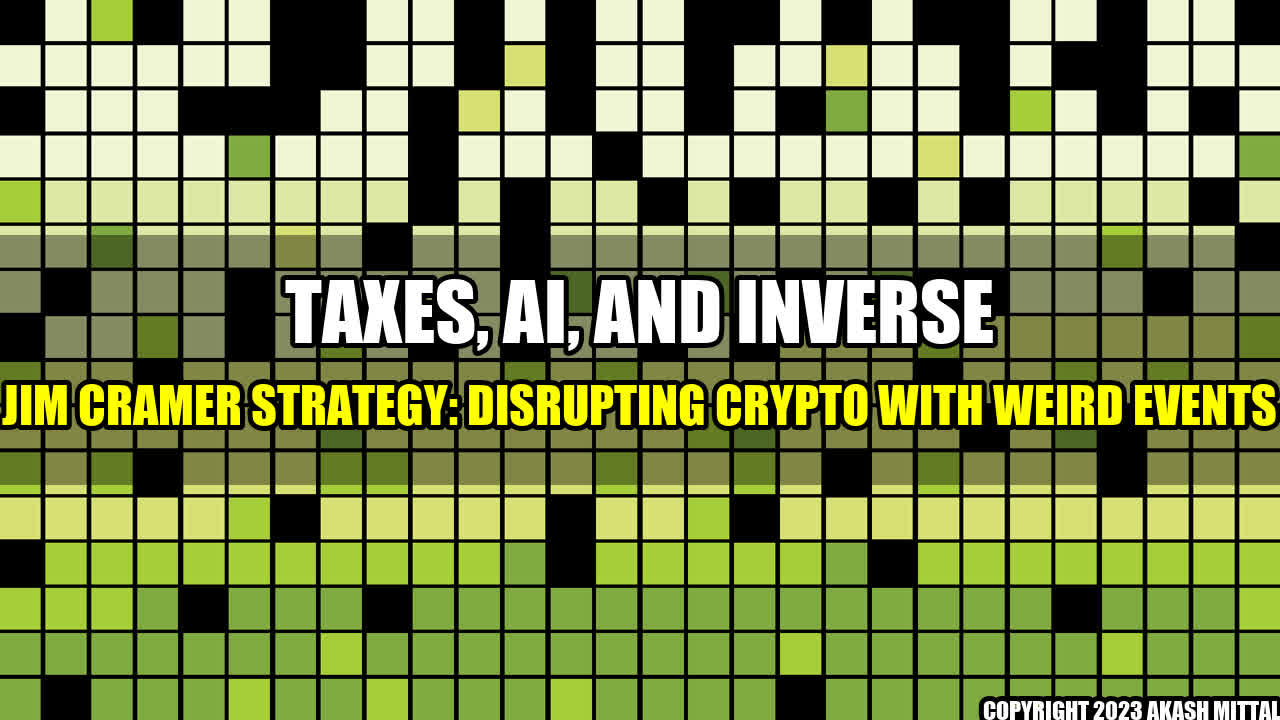 TAXES, AI, AND INVERSE
JIM CRAMER STRATEGY: DISRUPTING CRYPTO WITH WEIRD EVENTS
COPYRIGHT 2023 AKASH MITTAL